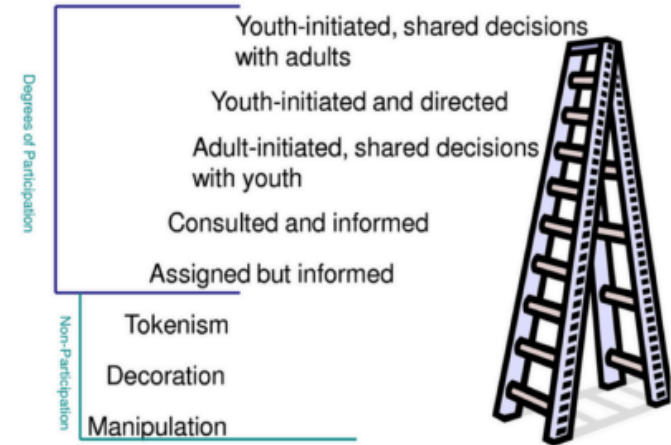 Youth-initiated, shared decisions
with adults
Youth-initiated and directed
Adult-initiated, shared decisions
with youth
Consulted and informed
Assigned but informed
Degrees of Participation
Tokenism
Decoration
Manipulation
Non-Participation